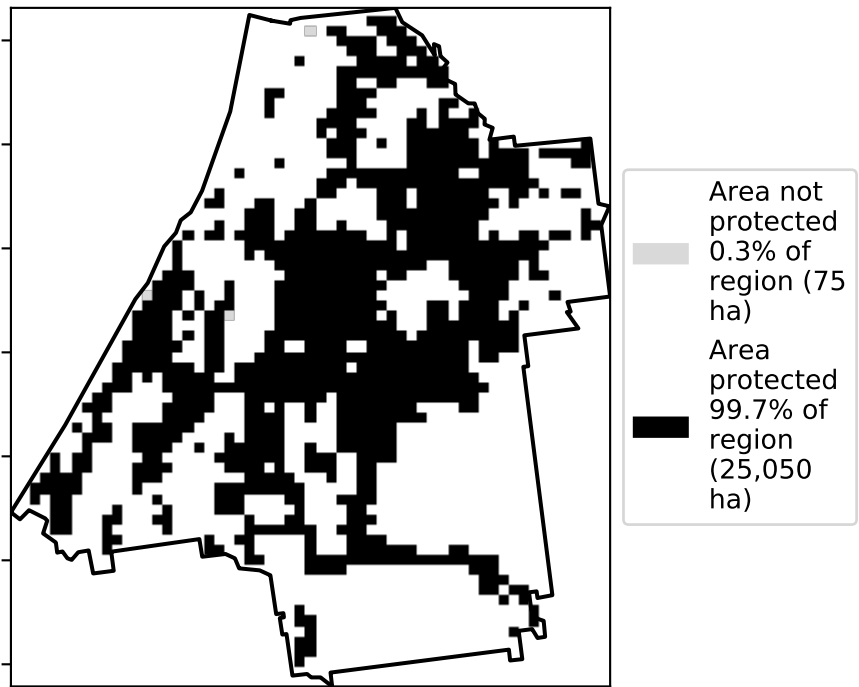 Area not
protected
0.3% of
region (75
ha)
Area
protected
99.7% of
region
(25,050
ha)